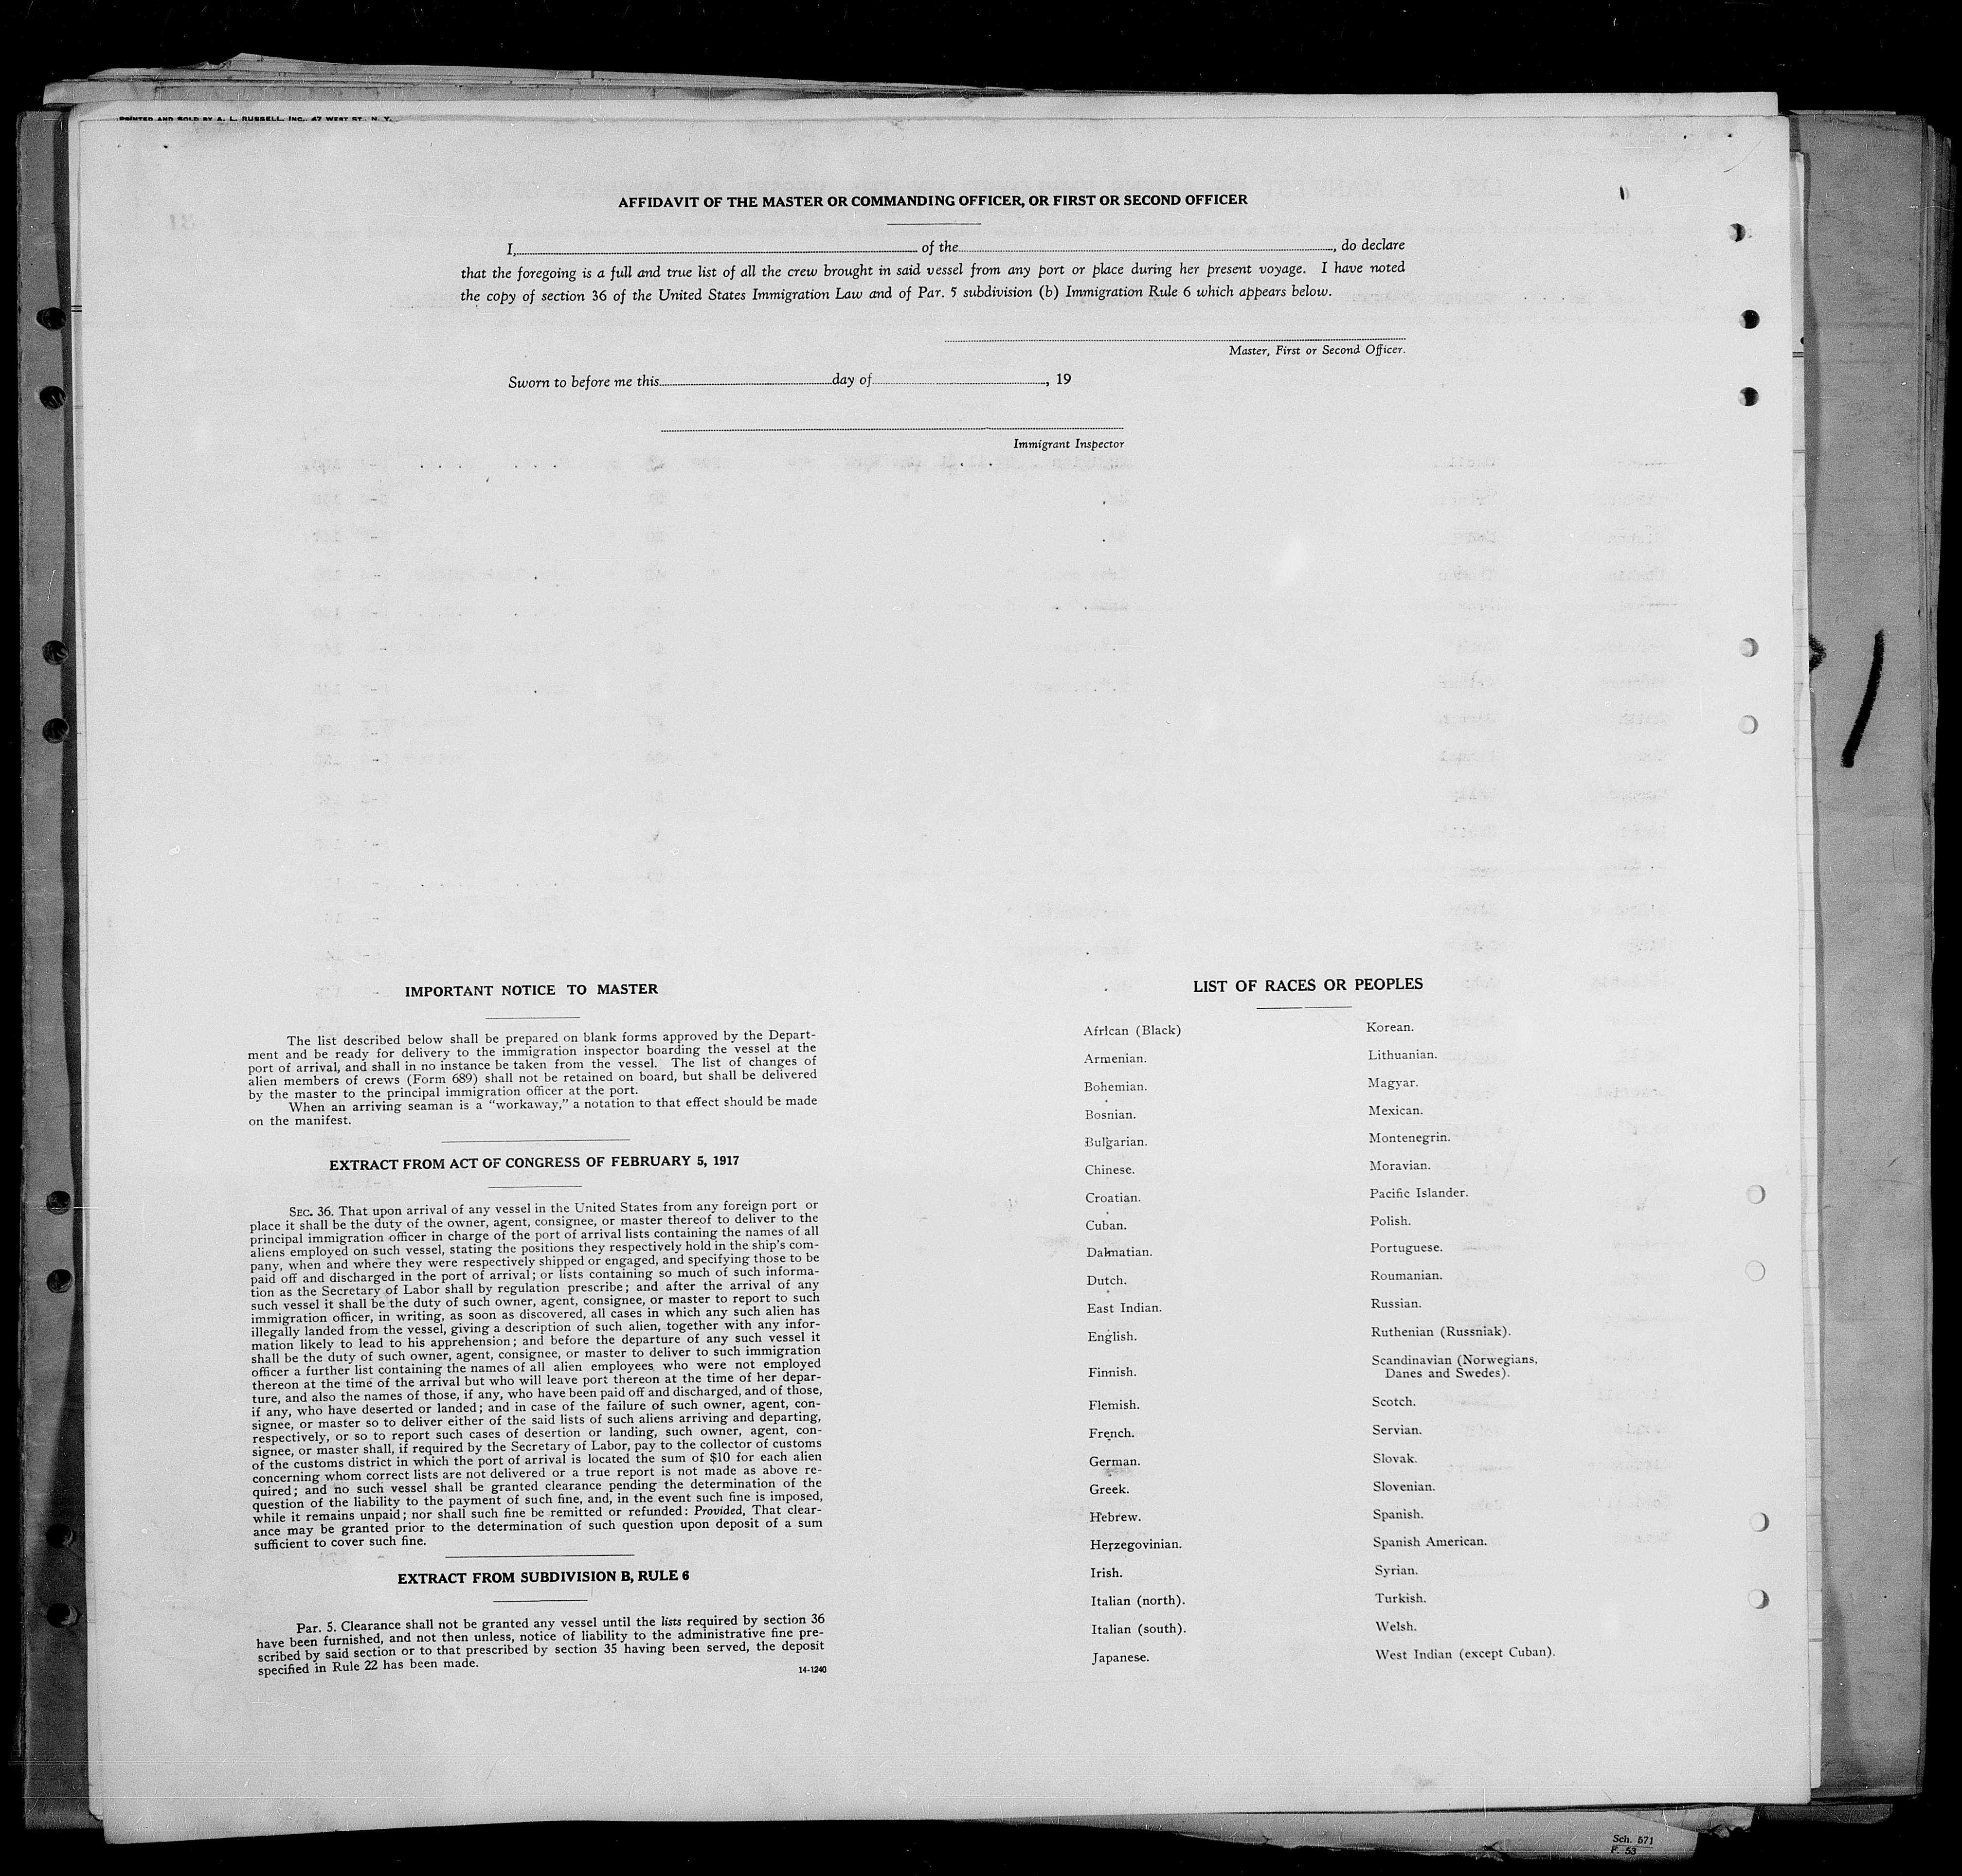 PRINTED AND SOLD BY A. L. RUSSELL, INC., 47 WEST ST., N. Y.
AFFIDAVIT OF THE MASTER OR COMMANDING OFFICER, OR FIRST OR SECOND OFFICER
I, of the , do declare
that the foregoing is a full and true list of all the crew brought in said vessel from any port or place during her present voyage. I have noted
the copy of section 36 of the United States Immigration Law and of Par. 5 subdivision (b) Immigration Rule 6 which appears below.
Master, First or Second Officer.
Sworn to before me this day of , 19
Immigrant Inspector
IMPORTANT NOTICE TO MASTER
The list described below shall be prepared on blank forms approved by the Depart-
ment and be ready for delivery to the immigration inspector boarding the vessel at the
port of arrival, and shall in no instance be taken from the vessel. The list of changes of
alien members of crews (Form 689) shall not be retained on board, but shall be delivered
by the master to the principal immigration officer at the port.
When an arriving seaman is a "workaway," a notation to that effect should be made
on the manifest.
EXTRACT FROM ACT OF CONGRESS OF FEBRUARY 5, 1917
SEC. 36. That upon arrival of any vessel in the United States from any foreign port or
place it shall be the duty of the owner, agent, consignee, or master thereof to deliver to the
principal immigration officer in charge of the port of arrival lists containing the names of all
aliens employed on such vessel, stating the positions they respectively hold in the ship's com-
pany, when and where they were respectively shipped or engaged, and specifying those to be
paid off and discharged in the port of arrival; or lists containing so much of such informa-
tion as the Secretary of Labor shall by regulation prescribe; and after the arrival of any
such vessel it shall be the duty of such owner, agent, consignee, or master to report to such
immigration officer, in writing, as soon as discovered, all cases in which any such alien has
illegally landed from the vessel, giving a description of such alien, together with any infor-
mation likely to lead to his apprehension; and before the departure of any such vessel it
shall be the duty of such owner, agent, consignee, or master to deliver to such immigration
officer a further list containing the names of all alien employees who were not employed
thereon at the time of the arrival but who will leave port thereon at the time of her depar-
ture, and also the names of those, if any, who have been paid off and discharged, and of those,
if any, who have deserted or landed; and in case of the failure of such owner, agent, con-
signee, or master so to deliver either of the said lists of such aliens arriving and departing,
respectively, or so to report such cases of desertion or landing, such owner, agent, con-
signee, or master shall, if required by the Secretary of Labor, pay to the collector of customs
of the customs district in which the port of arrival is located the sum of $10 for each alien
concerning whom correct lists are not delivered or a true report is not made as above re-
quired; and no such vessel shall be granted clearance pending the determination of the
question of the liability to the payment of such fine, and, in the event such fine is imposed,
while it remains unpaid; nor shall such fine be remitted or refunded: Provided, That clear-
ance may be granted prior to the determination of such question upon deposit of a sum
sufficient to cover such fine.
EXTRACT FROM SUBDIVISION B, RULE 6
Par. 5. Clearance shall not be granted any vessel until the lists required by section 36
have been furnished, and not then unless, notice of liability to the administrative fine pre-
scribed by said section or to that prescribed by section 35 having been served, the deposit
specified in Rule 22 has been made.
14-1240
LIST OF RACES OR PEOPLES
African (Black)
Armenian.
Bohemian.
Bosnian.
Bulgarian.
Chinese.
Croatian.
Cuban.
Dalmatian.
Dutch.
East Indian.
English.
Finnish.
Flemish.
French.
German.
Greek.
Hebrew.
Herzegovinian.
Irish.
Italian (north).
Italian (south).
Japanese.
Korean.
Lithuanian.
Magyar.
Mexican.
Montenegrin.
Moravian.
Pacific Islander.
Polish.
Portuguese.
Roumanian.
Russian.
Ruthenian (Russniak).
Scandinavian (Norwegians,
Danes and Swedes).
Scotch.
Servian.
Slovak.
Slovenian.
Spanish.
Spanish American.
Syrian.
Turkish.
Welsh.
West Indian (except Cuban).
Sch. 571
F. 53